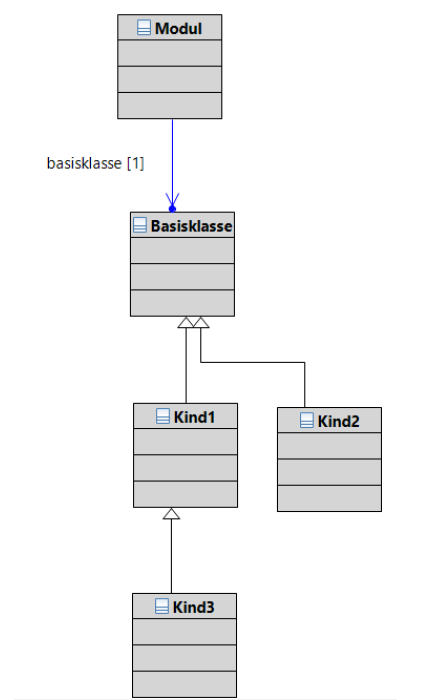 Modul
basisklasse [1]
Basisklasse
Kind1
Kind2
Kind3